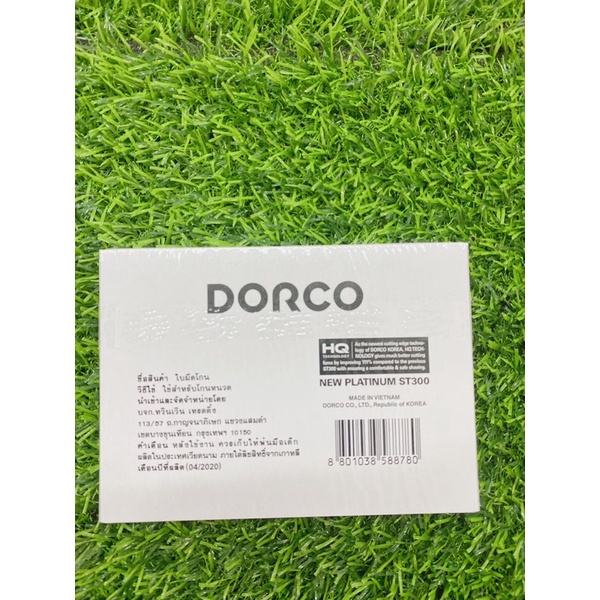 DORCO
HQ
TECHNOLOGY
As the newest cutting edge technol-
ogy of DORCO KOREA, HQ TECH-
NOLOGY gives much better cutting
force by improving 111% compared to the previous
ST300 with ensuring a comfortable & safe shaving.
NEW PLATINUM ST300
MADE IN VIETNAM
DORCO CO., LTD., Republic of KOREA
8 801038 588780
ชื่อสินค้า ใบมีดโกน
วิธีใช้ ใช้สำหรับโกนหนวด
นำเข้าและจัดจำหน่ายโดย
บจก.ทวินเว็น เทรดดิ้ง
113/57 ถ.กาญจนาภิเษก แขวงแสมดำ
เขตบางขุนเทียน กรุงเทพฯ 10150
คำเตือน หลังใช้งาน ควรเก็บให้พ้นมือเด็ก
ผลิตในประเทศเวียดนาม ภายใต้ลิขสิทธิ์จากเกาหลี
เดือนปีที่ผลิต (04/2020)